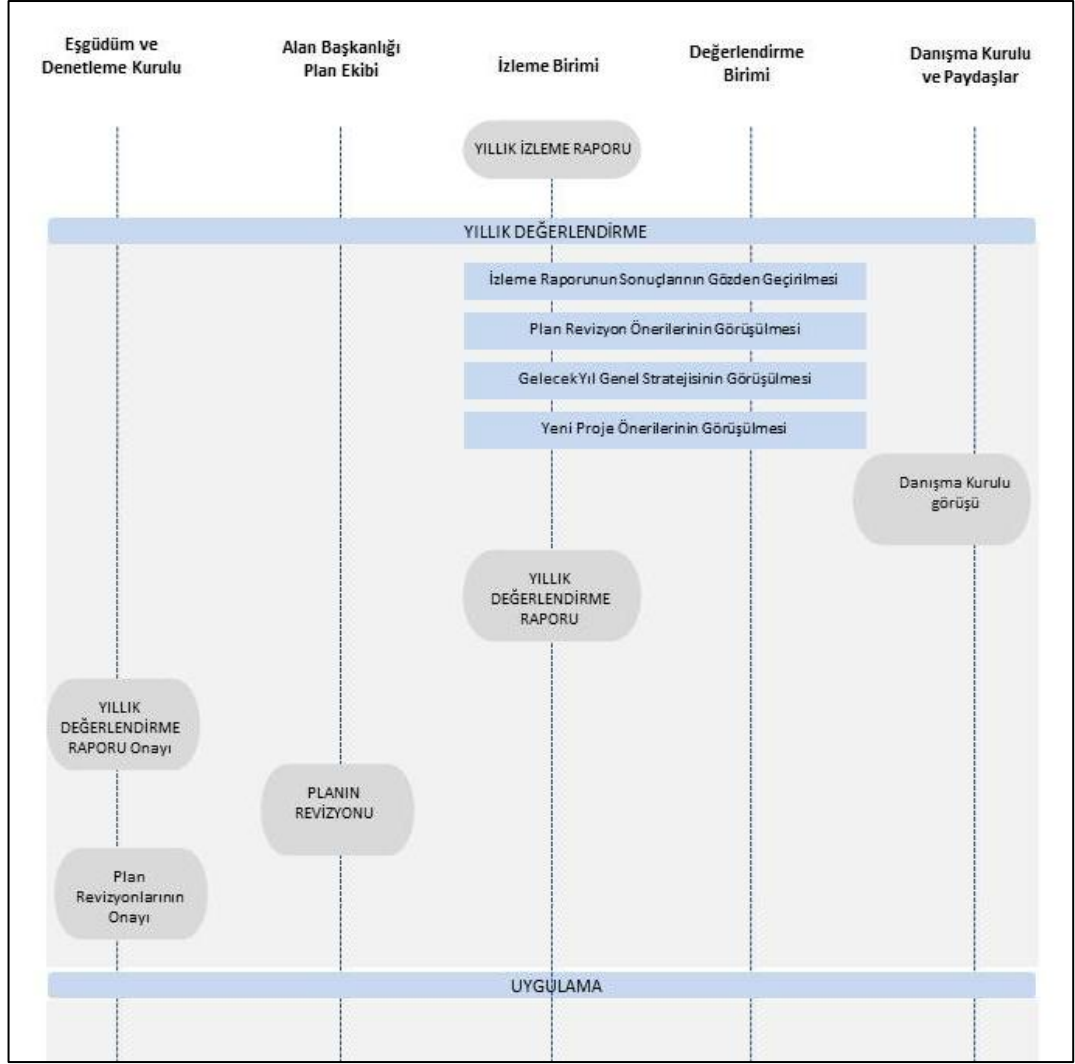 Eşgüdüm ve
Denetleme Kurulu
Alan Başkanlığı
Plan Ekibi
İzleme Birimi
Değerlendirme
Birimi
Danışma Kurulu
ve Paydaşlar
YILLIK İZLEME RAPORU
YILLIK DEĞERLENDİRME
İzleme Raporunun Sonuçlarının Gözden Geçirilmesi
Plan Revizyon Önerilerinin Görüşülmesi
Gelecek Yıl Genel Stratejisinin Görüşülmesi
Yeni Proje Önerilerinin Görüşülmesi
Danışma Kurulu
görüşü
YILLIK
DEĞERLENDİRME
RAPORU
YILLIK
DEĞERLENDİRME
RAPORU Onayı
PLANIN
REVİZYONU
Plan
Revizyonlarının
Onayı
UYGULAMA